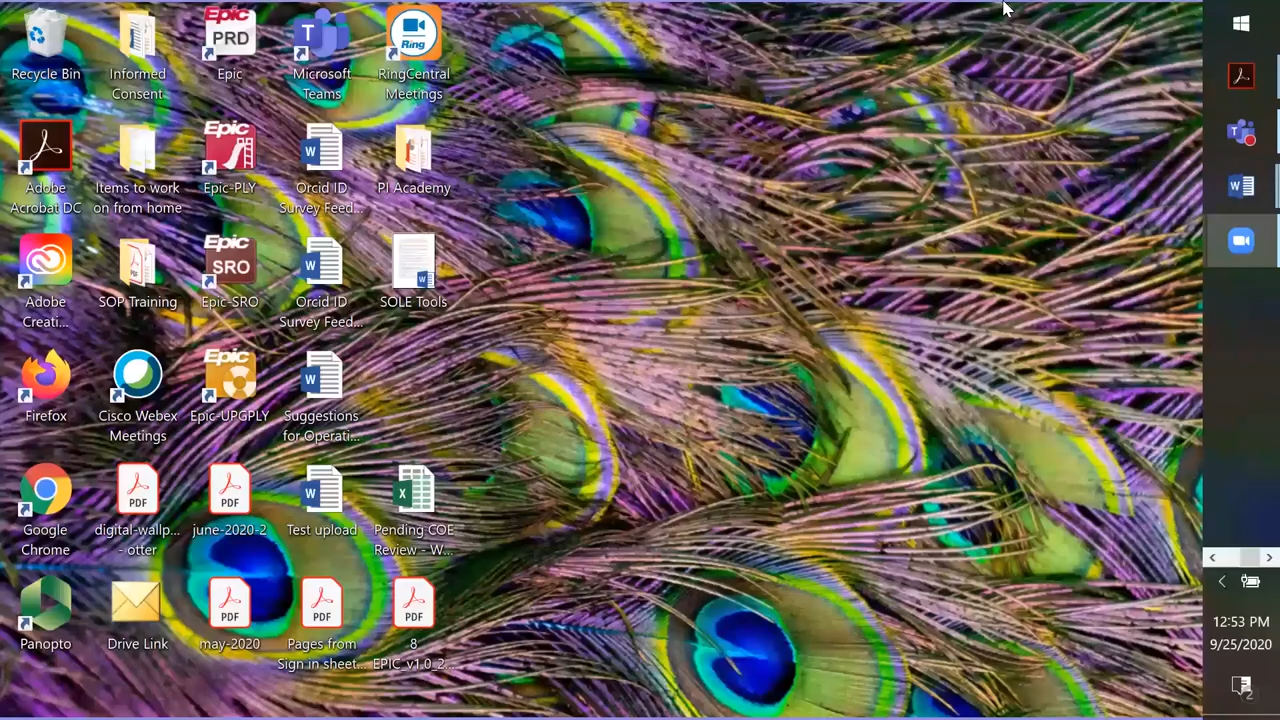 Recycle Bin
Informed
Consent
Epic
PRD
Epic
Microsoft
Teams
Ring
RingCentral
Meetings
Adobe
Acrobat DC
Items to work
on from home
Epic
Epic-PLY
Orcid ID
Survey Feed...
PI Academy
Adobe
Creati...
SOP Training
Epic
SRO
Epic-SRO
Orcid ID
Survey Feed...
SOLE Tools
Firefox
Cisco Webex
Meetings
Epic
Epic-UPGPLY
Suggestions
for Operati...
Google
Chrome
PDF
digital-wallp...
- otter
PDF
june-2020-2
Test upload
Pending COE
Review - W...
Panopto
Drive Link
PDF
may-2020
PDF
Pages from
Sign in sheet...
PDF
8
EPIC_v1.0_2...
12:53 PM
9/25/2020
2